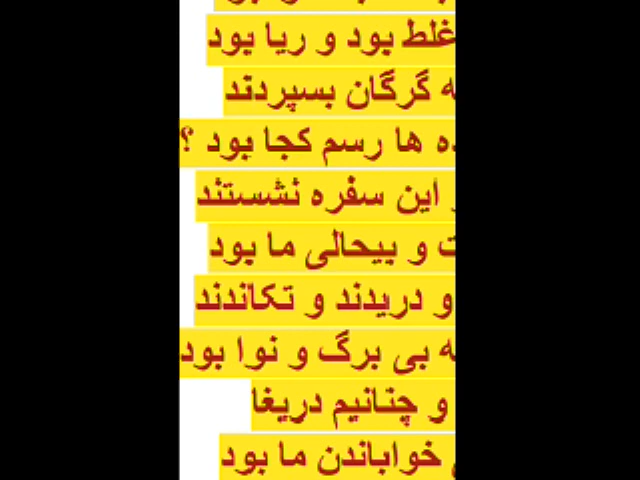 غلط بود و ریا بود
گرگان بسپردند
ها رسم کجا بود ؟
این سفره نشستند
و بیحالی ما بود
و دریدند و تکاندند
بی برگ و نوا بود
و چنانیم دریغا
خواباندن ما بود